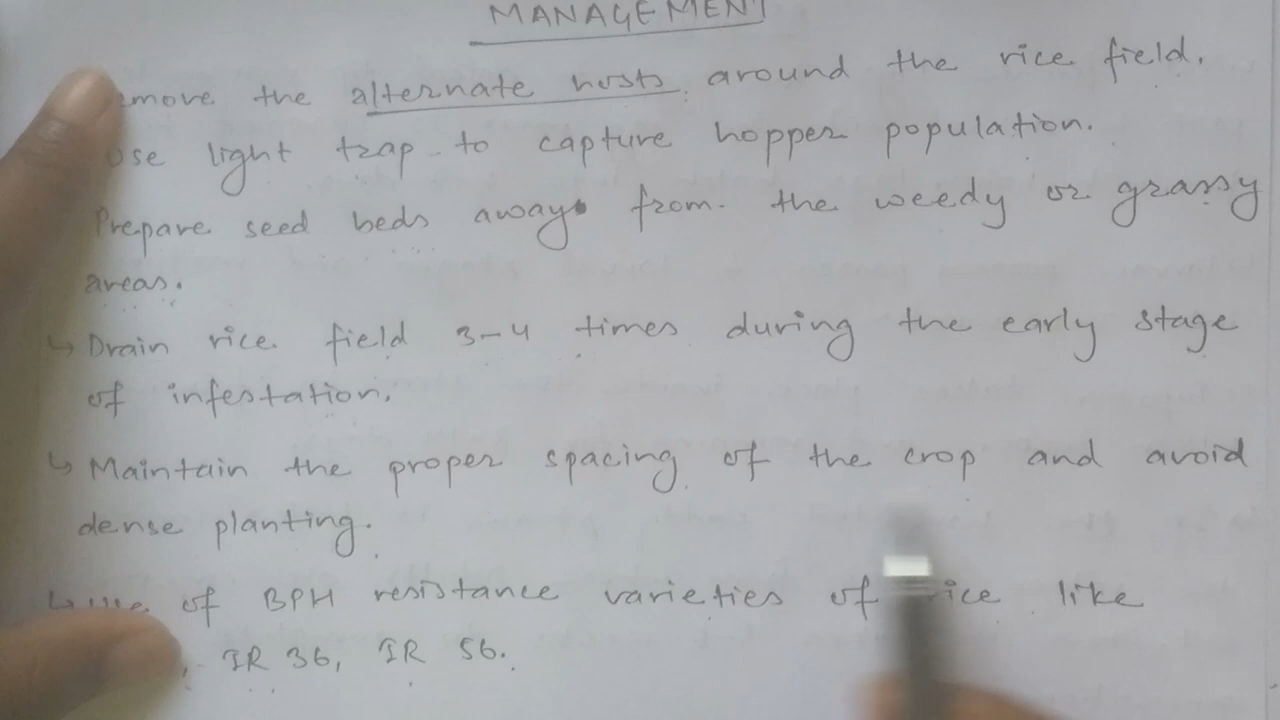 MANAGEMENT
the alternate hosts around the rice field.
Use light trap to capture hopper population.
Prepare seed beds away from the weedy or grassy
areas.
↳ Drain rice field 3-4 times during the early stage
of infestation.
↳ Maintain the proper spacing of the crop and avoid
dense planting.
↳ of BPH resistance varieties of rice like
, IR 36, IR 56.